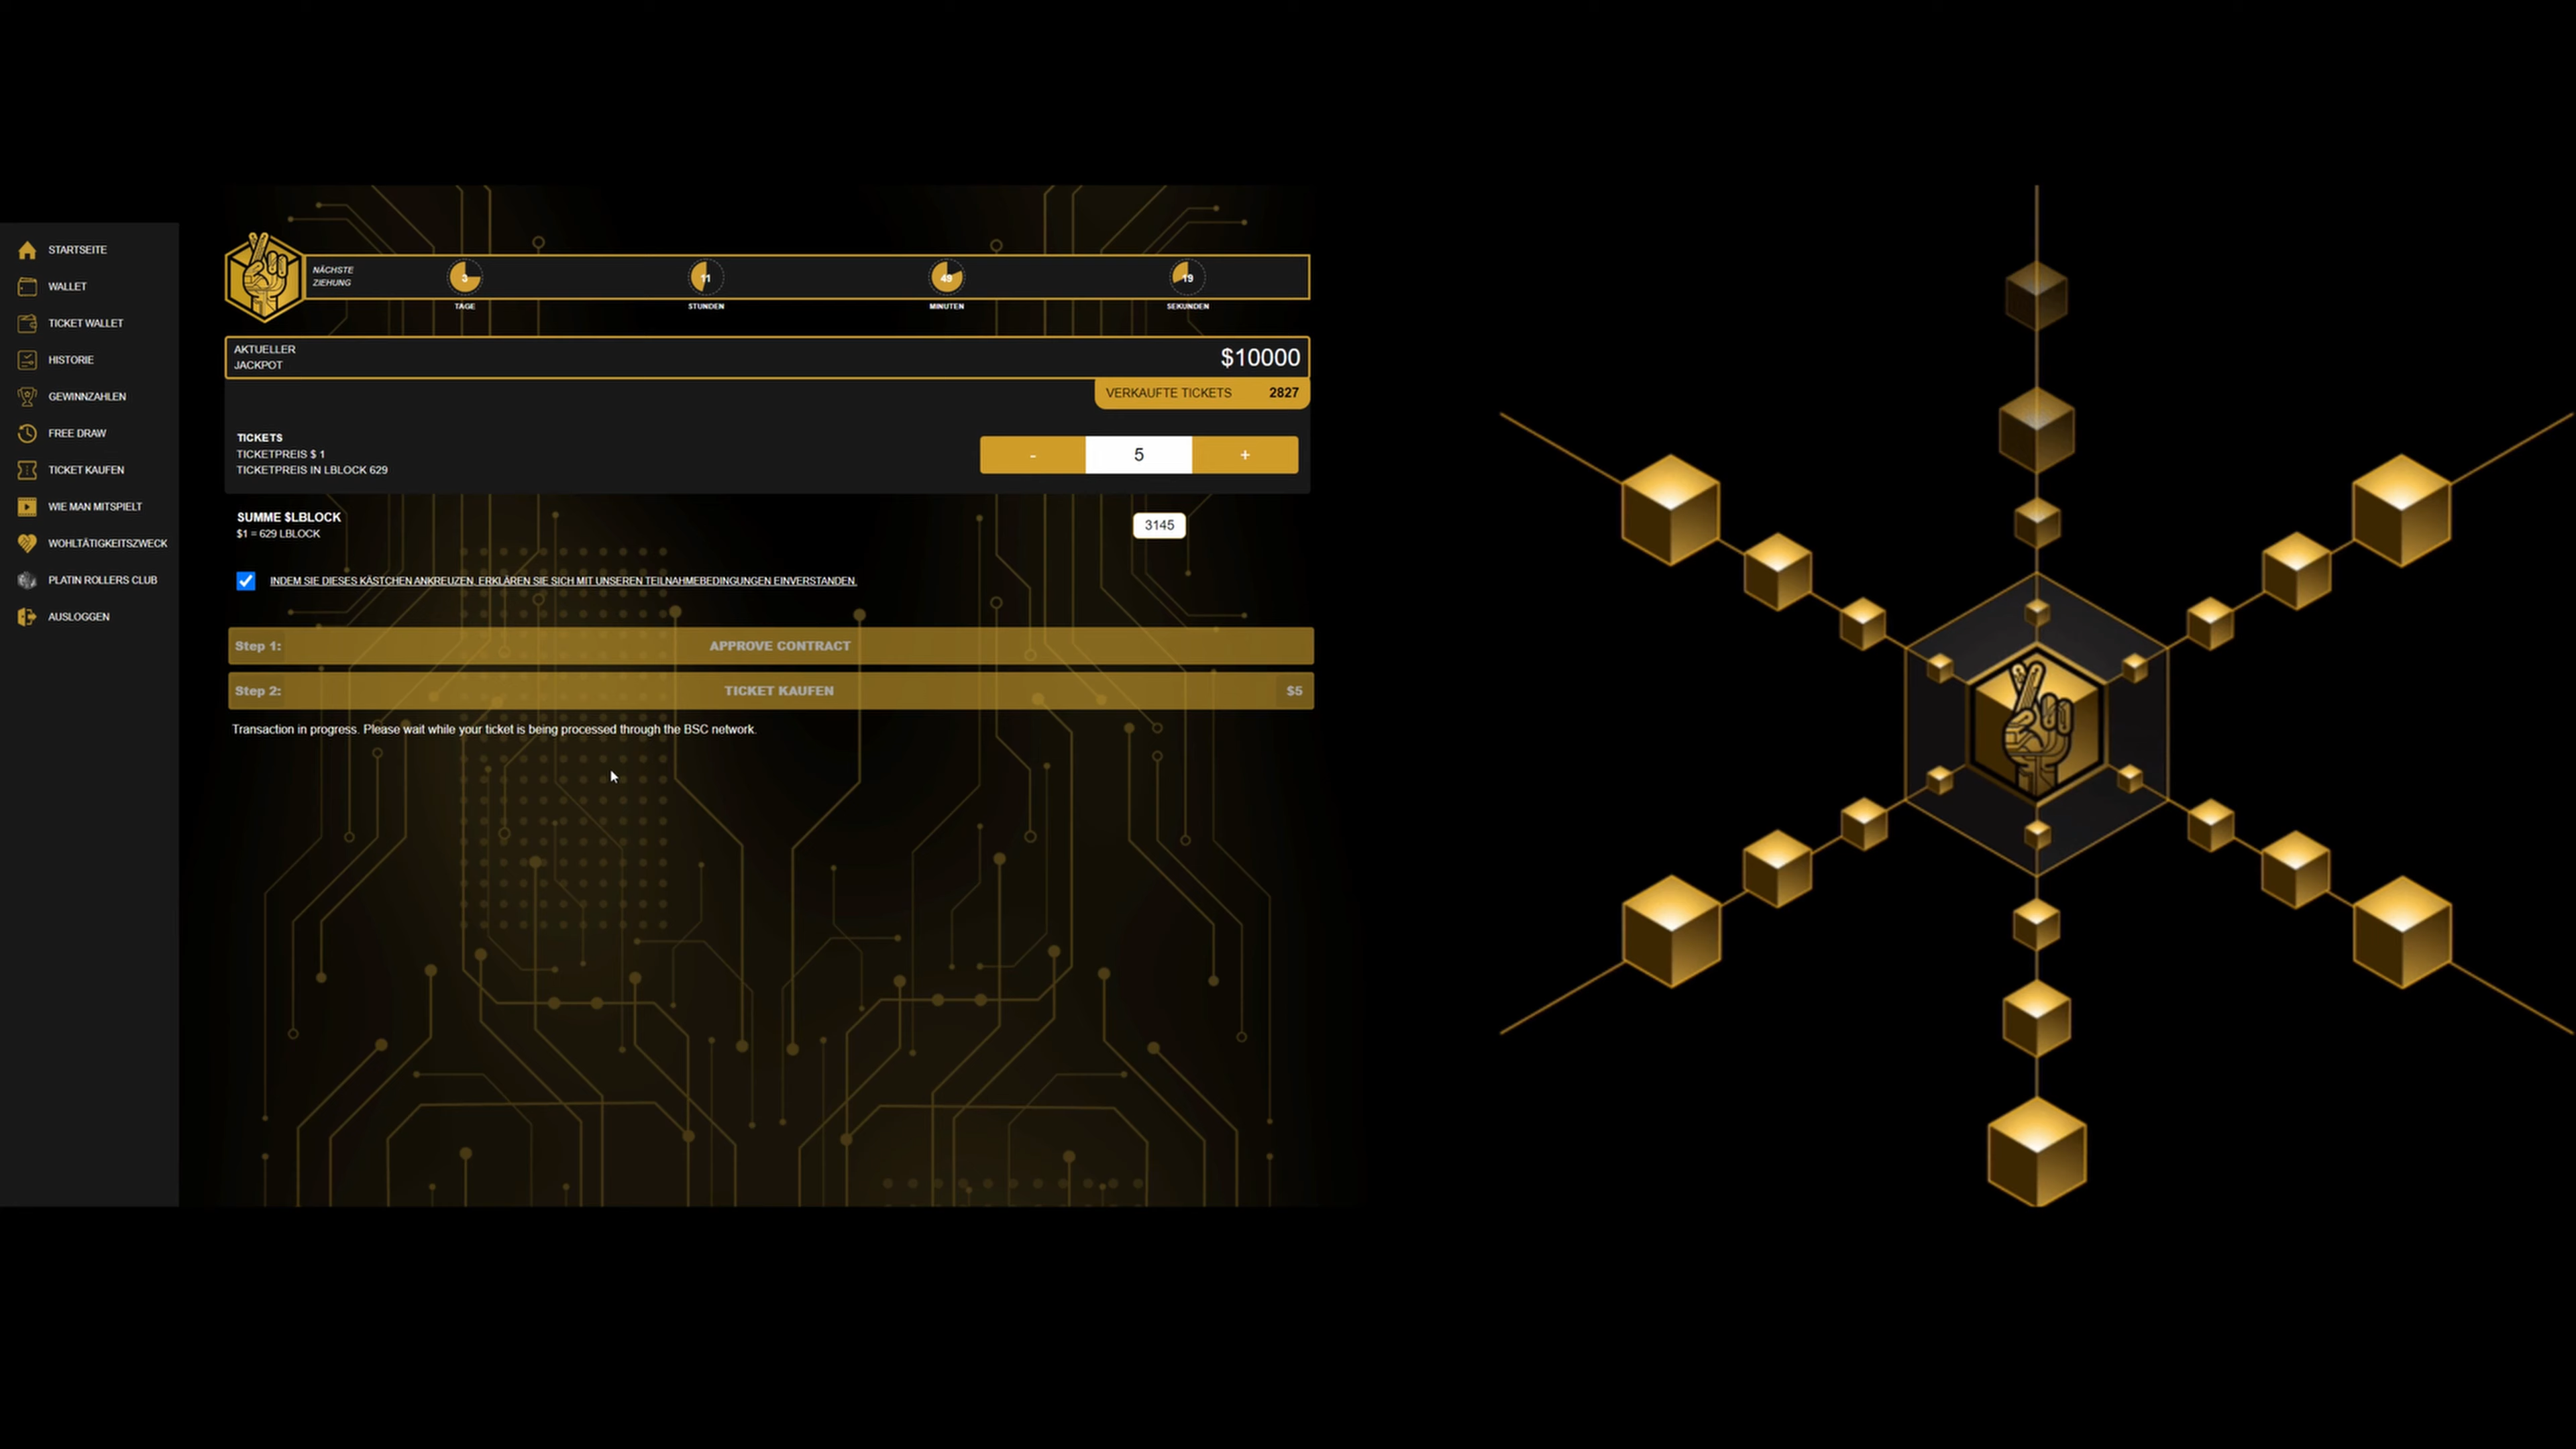 STARTSEITE
WALLET
TICKET WALLET
HISTORIE
GEWINNZAHLEN
FREE DRAW
TICKET KAUFEN
WIE MAN MITSPIELT
WOHLTÄTIGKEITSZWECK
PLATIN ROLLERS CLUB
AUSLOGGEN
NÄCHSTE
ZIEHUNG
3
TAGE
11
STUNDEN
49
MINUTEN
19
SEKUNDEN
AKTUELLER
JACKPOT
$10000
VERKAUFTE TICKETS 2827
TICKETS
TICKETPREIS $ 1
TICKETPREIS IN LBLOCK 629
- 5 +
SUMME $LBLOCK
$1 = 629 LBLOCK
3145
INDEM SIE DIESES KÄSTCHEN ANKREUZEN, ERKLÄREN SIE SICH MIT UNSEREN TEILNAHMEBEDINGUNGEN EINVERSTANDEN.
Step 1: APPROVE CONTRACT
Step 2: TICKET KAUFEN $5
Transaction in progress. Please wait while your ticket is being processed through the BSC network.